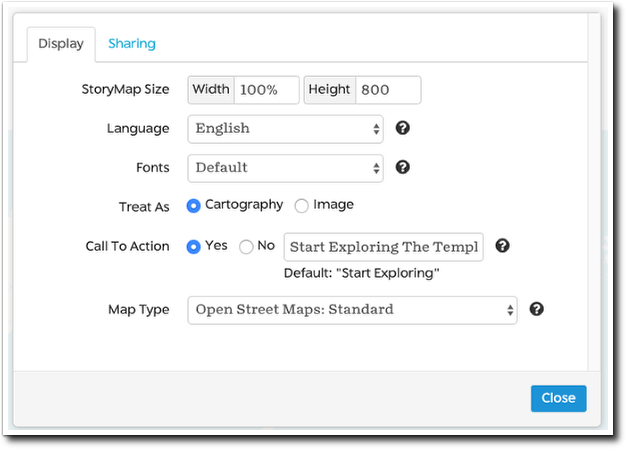 Display Sharing
StoryMap Size Width 100% Height 800
Language English
Fonts Default
Treat As Cartography Image
Call To Action Yes No Start Exploring The Templ
Default: "Start Exploring"
Map Type Open Street Maps: Standard
Close